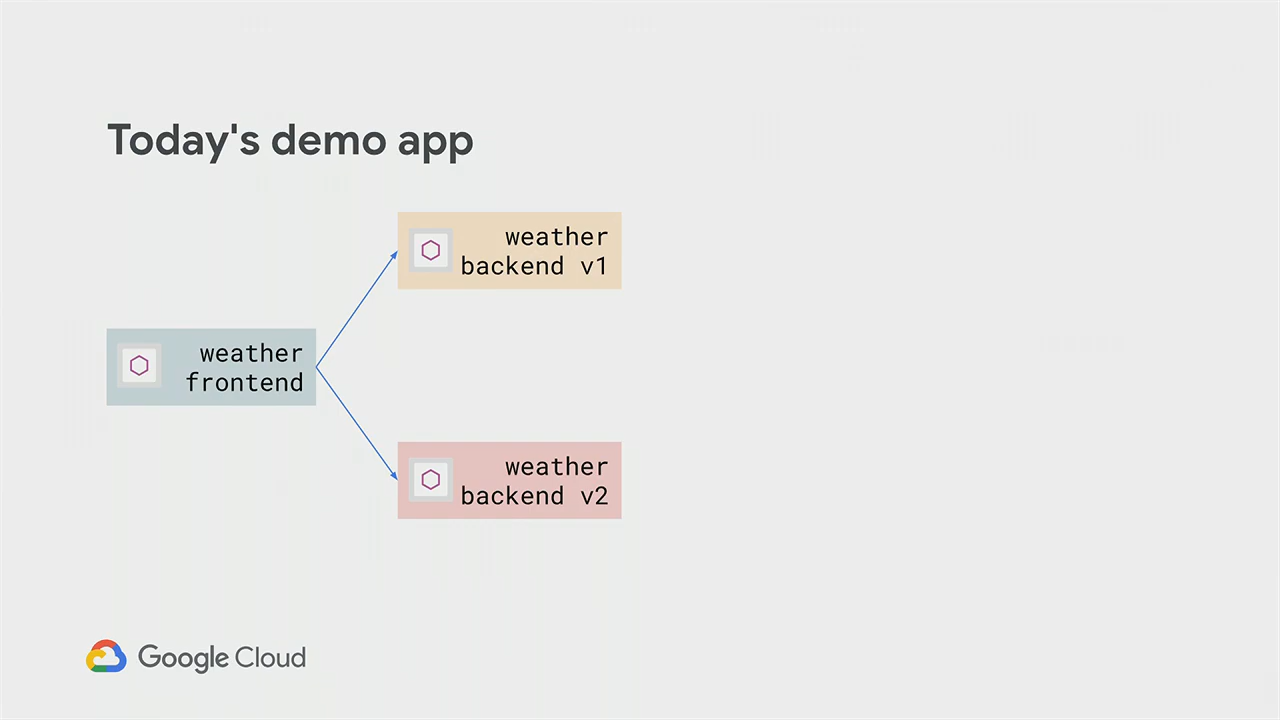 Today's demo app
weather
backend v1
weather
frontend
weather
backend v2
Google Cloud